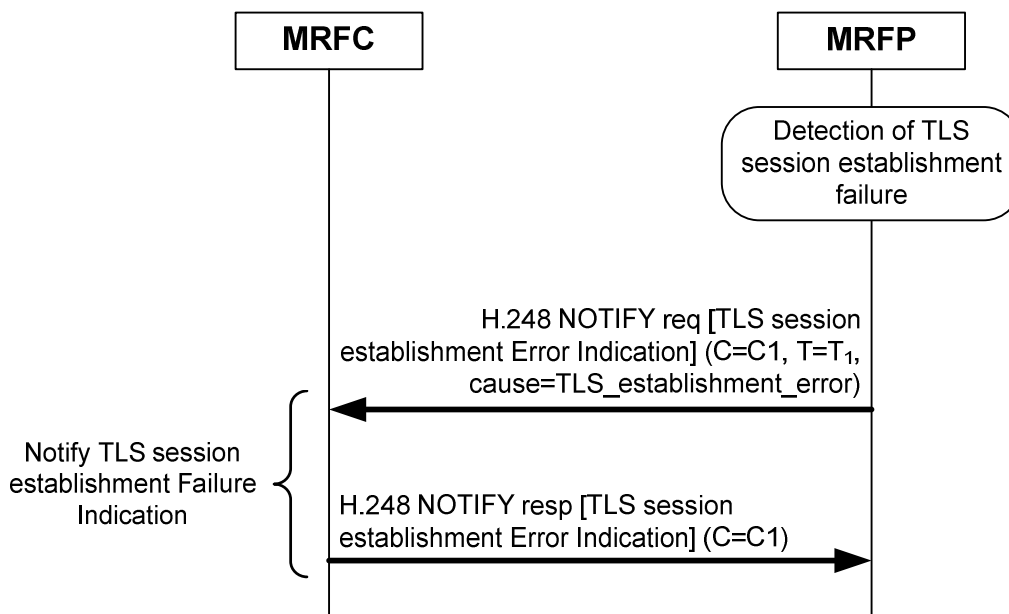 MRFC
MRFP
Detection of TLS
session establishment
failure
H.248 NOTIFY req [TLS session
establishment Error Indication] (C=C1, T=T₁,
cause=TLS_establishment_error)
Notify TLS session
establishment Failure
Indication
H.248 NOTIFY resp [TLS session
establishment Error Indication] (C=C1)